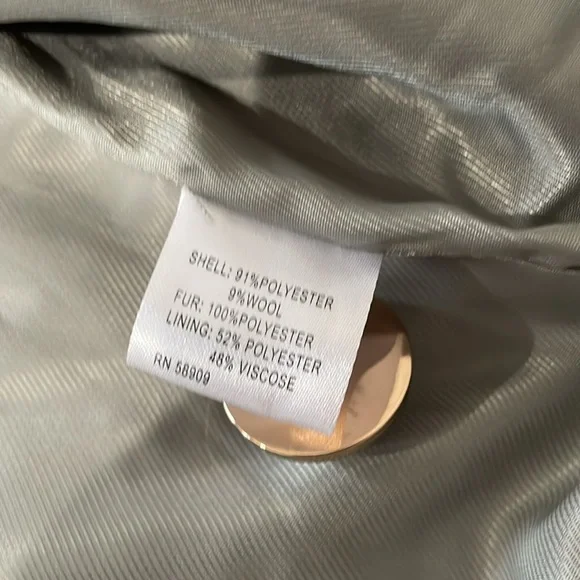 SHELL: 91%POLYESTER
9%WOOL
FUR: 100%POLYESTER
LINING: 52% POLYESTER
48% VISCOSE
RN 58909